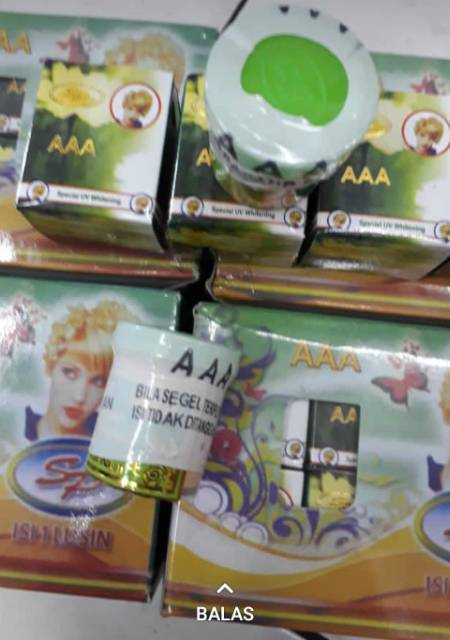 AA
AAA
Special UV Whitening
AAA
Special UV Whitening
AAA
Special UV Whitening
AAA
BILA SEGEL
ISI TIDAK
AAA
AA
SP
ISI 1 LUSIN
BALAS